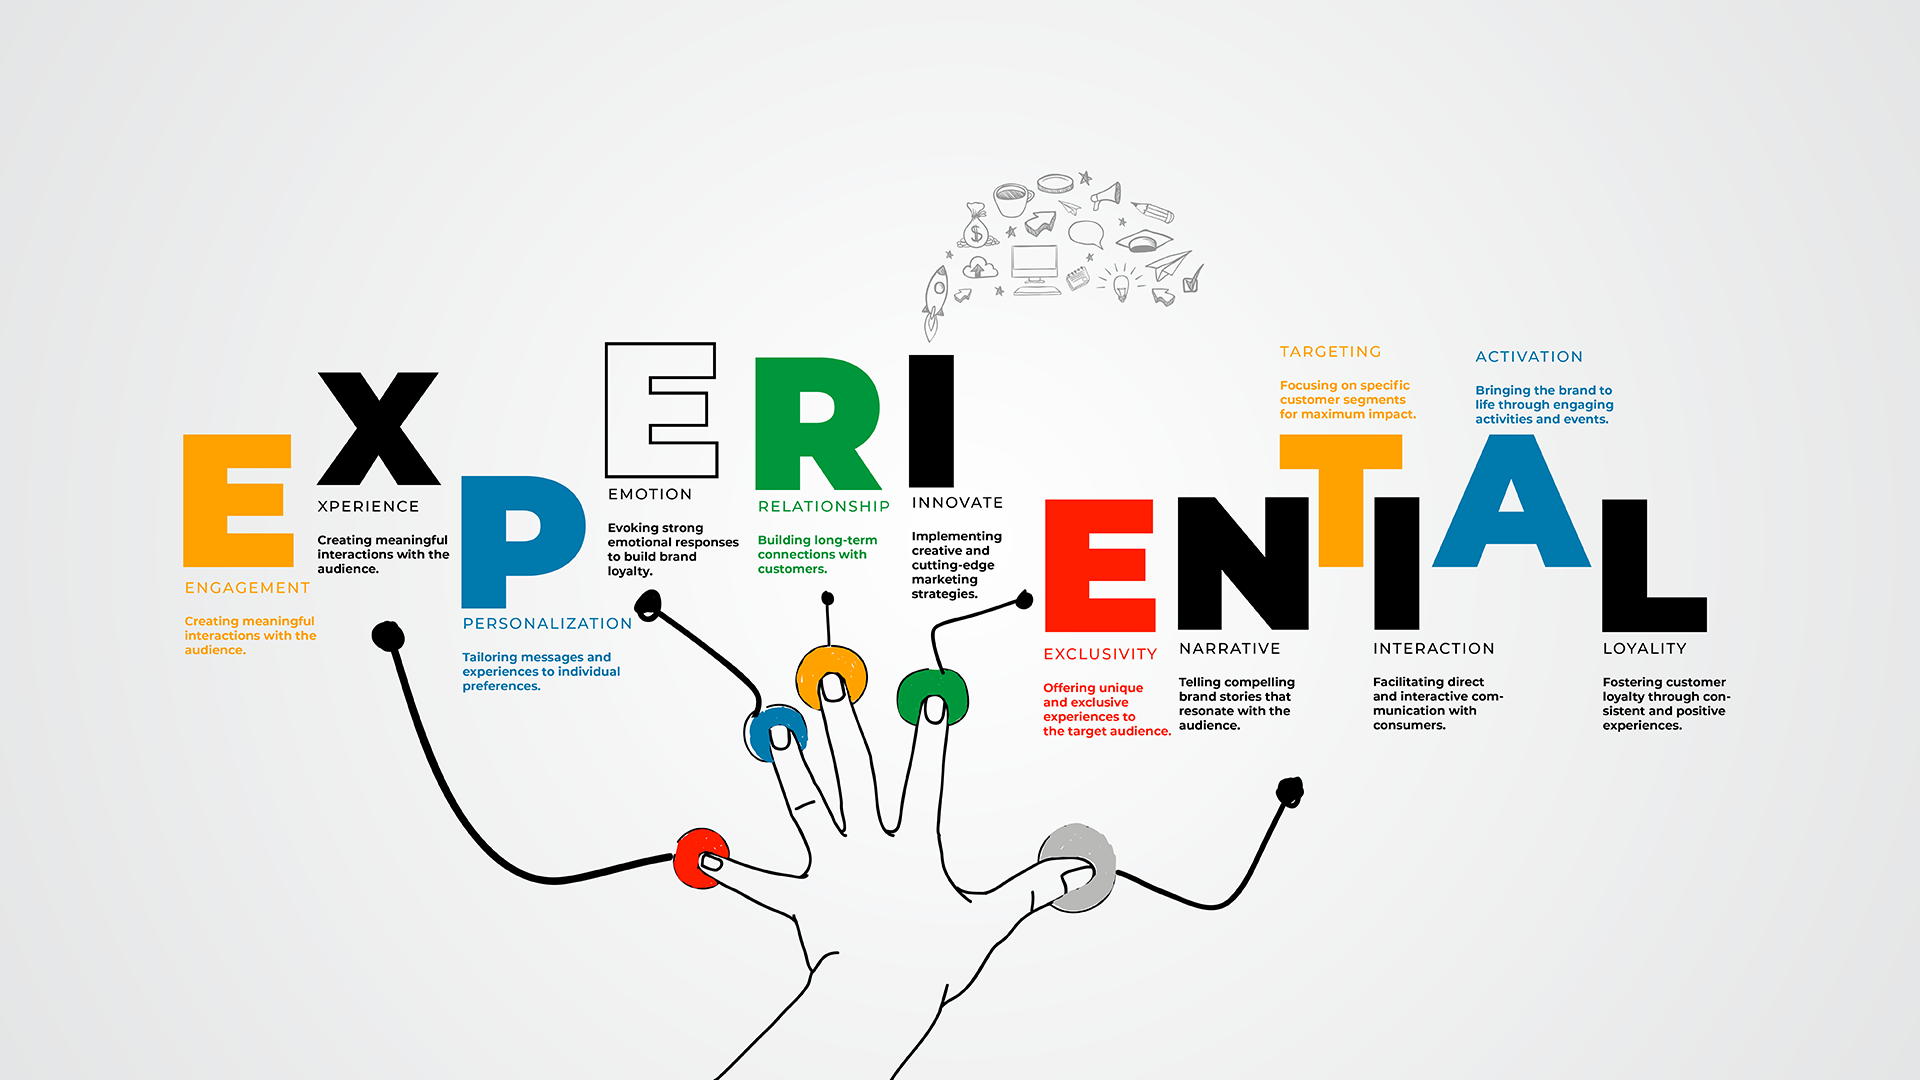 EXPERIENTIAL
ENGAGEMENT
Creating meaningful
interactions with the
audience.
XPERIENCE
Creating meaningful
interactions with the
audience.
PERSONALIZATION
Tailoring messages and
experiences to individual
preferences.
EMOTION
Evoking strong
emotional responses
to build brand
loyalty.
RELATIONSHIP
Building long-term
connections with
customers.
INNOVATE
Implementing
creative and
cutting-edge
marketing
strategies.
EXCLUSIVITY
Offering unique
and exclusive
experiences to
the target audience.
NARRATIVE
Telling compelling
brand stories that
resonate with the
audience.
TARGETING
Focusing on specific
customer segments
for maximum impact.
INTERACTION
Facilitating direct
and interactive com-
munication with
consumers.
ACTIVATION
Bringing the brand to
life through engaging
activities and events.
LOYALITY
Fostering customer
loyalty through con-
sistent and positive
experiences.
$